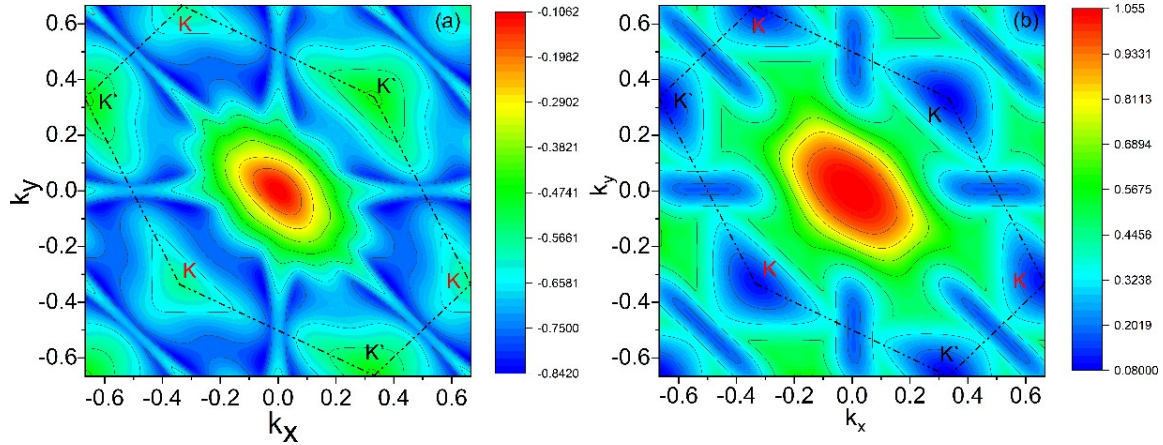 (a)
K
K`
K`
K
K
K`
0.6
0.4
0.2
0.0
-0.2
-0.4
-0.6
k_y
-0.6 -0.4 -0.2 0.0 0.2 0.4 0.6
k_x
-0.1062
-0.1982
-0.2902
-0.3821
-0.4741
-0.5661
-0.6581
-0.7500
-0.8420
(b)
K
K`
K`
K
K
K`
0.6
0.4
0.2
0.0
-0.2
-0.4
-0.6
k_y
-0.6 -0.4 -0.2 0.0 0.2 0.4 0.6
k_x
1.055
0.9331
0.8113
0.6894
0.5675
0.4456
0.3238
0.2019
0.08000